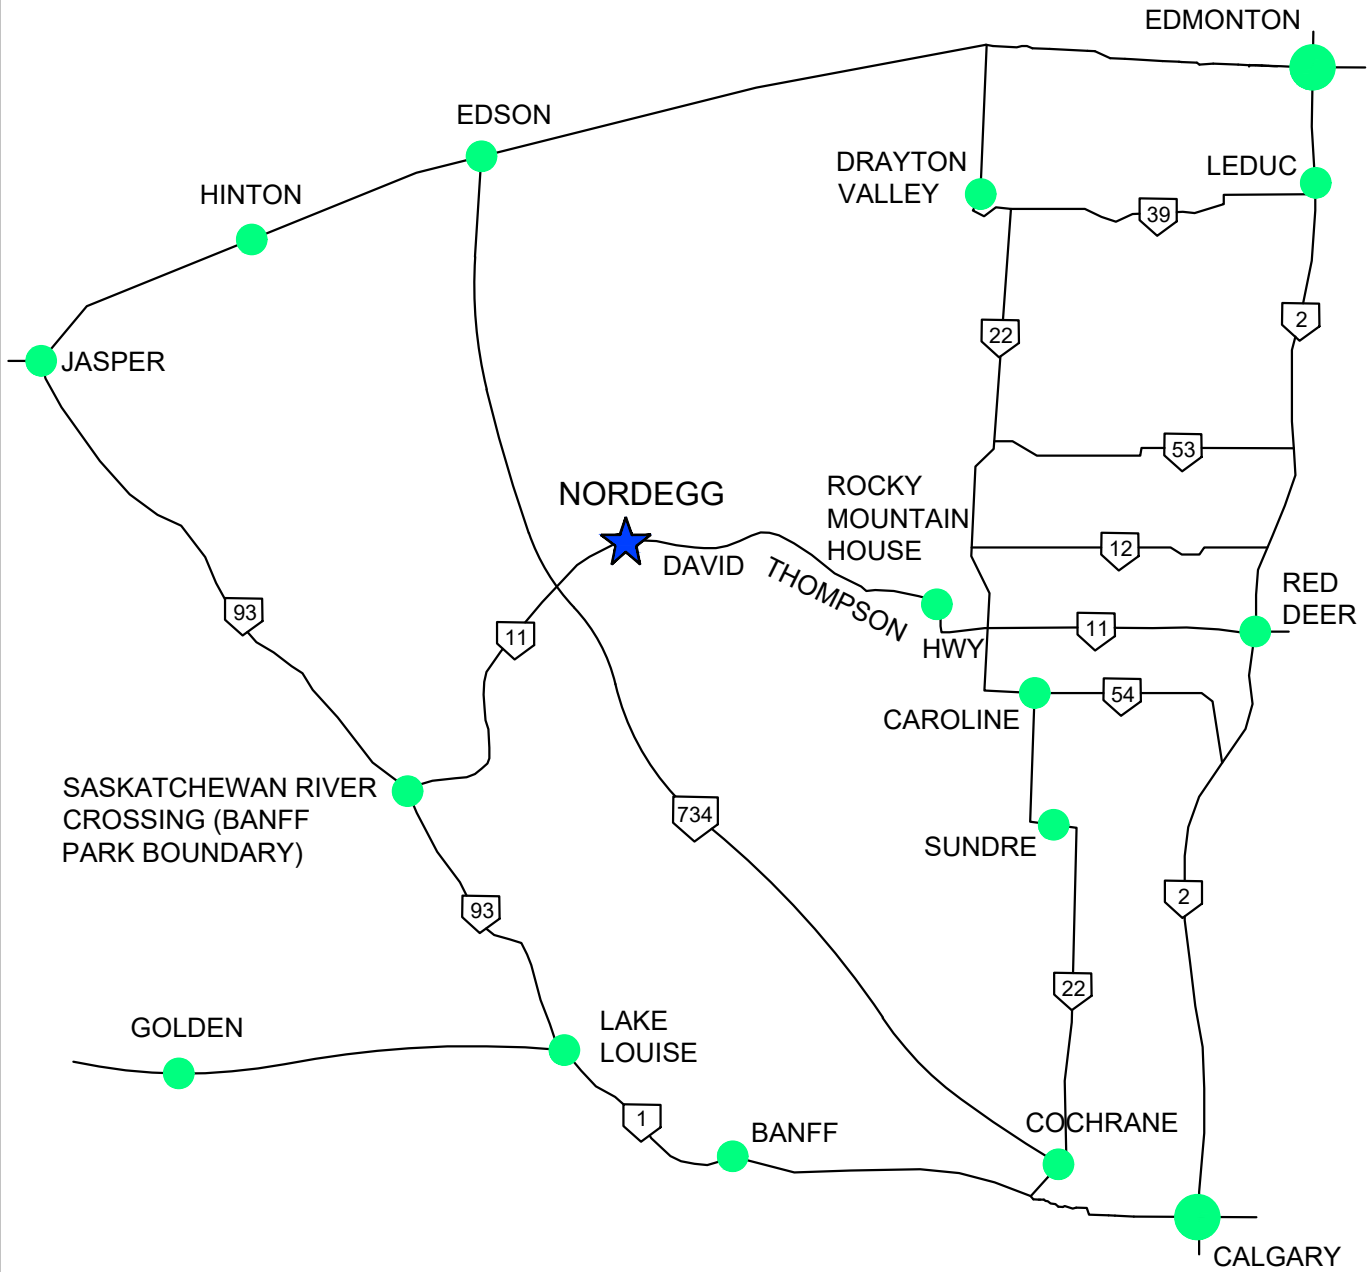 EDMONTON
EDSON
DRAYTON
VALLEY
LEDUC
HINTON
39
22
2
JASPER
53
NORDEGG
ROCKY
MOUNTAIN
HOUSE
12
DAVID THOMPSON HWY
RED
DEER
93
11
11
54
CAROLINE
SASKATCHEWAN RIVER
CROSSING (BANFF
PARK BOUNDARY)
734
SUNDRE
93
2
22
GOLDEN
LAKE
LOUISE
1
BANFF
COCHRANE
CALGARY